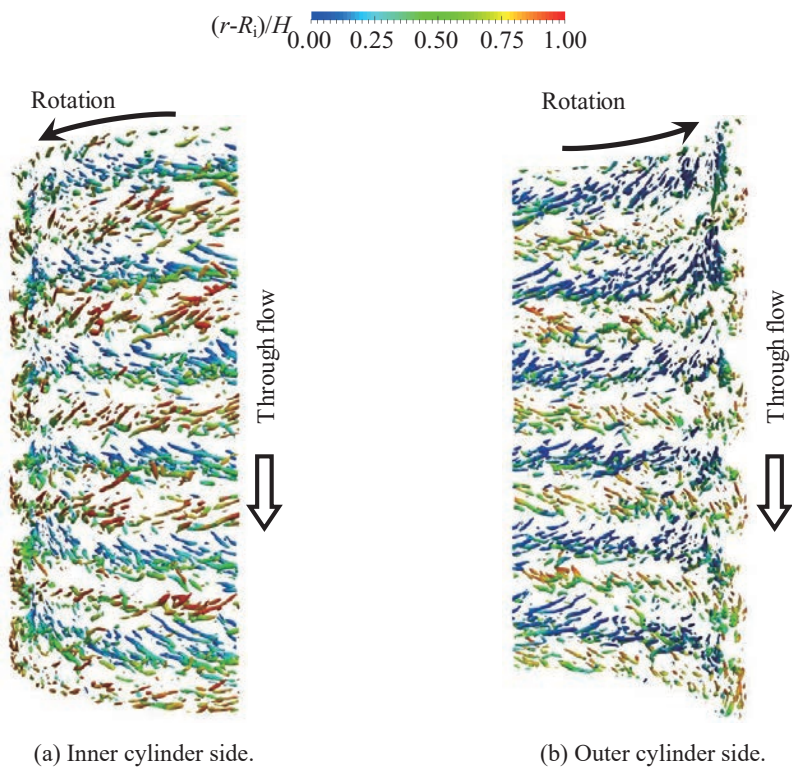 (r-Ri)/H 0.00 0.25 0.50 0.75 1.00
Rotation
Rotation
Through flow
Through flow
(a) Inner cylinder side.
(b) Outer cylinder side.